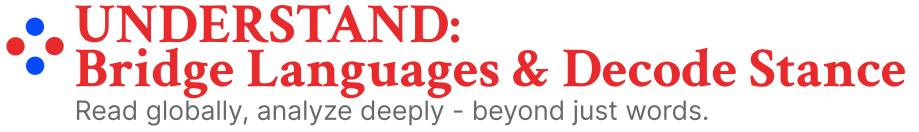 UNDERSTAND:
Bridge Languages & Decode Stance
Read globally, analyze deeply - beyond just words.